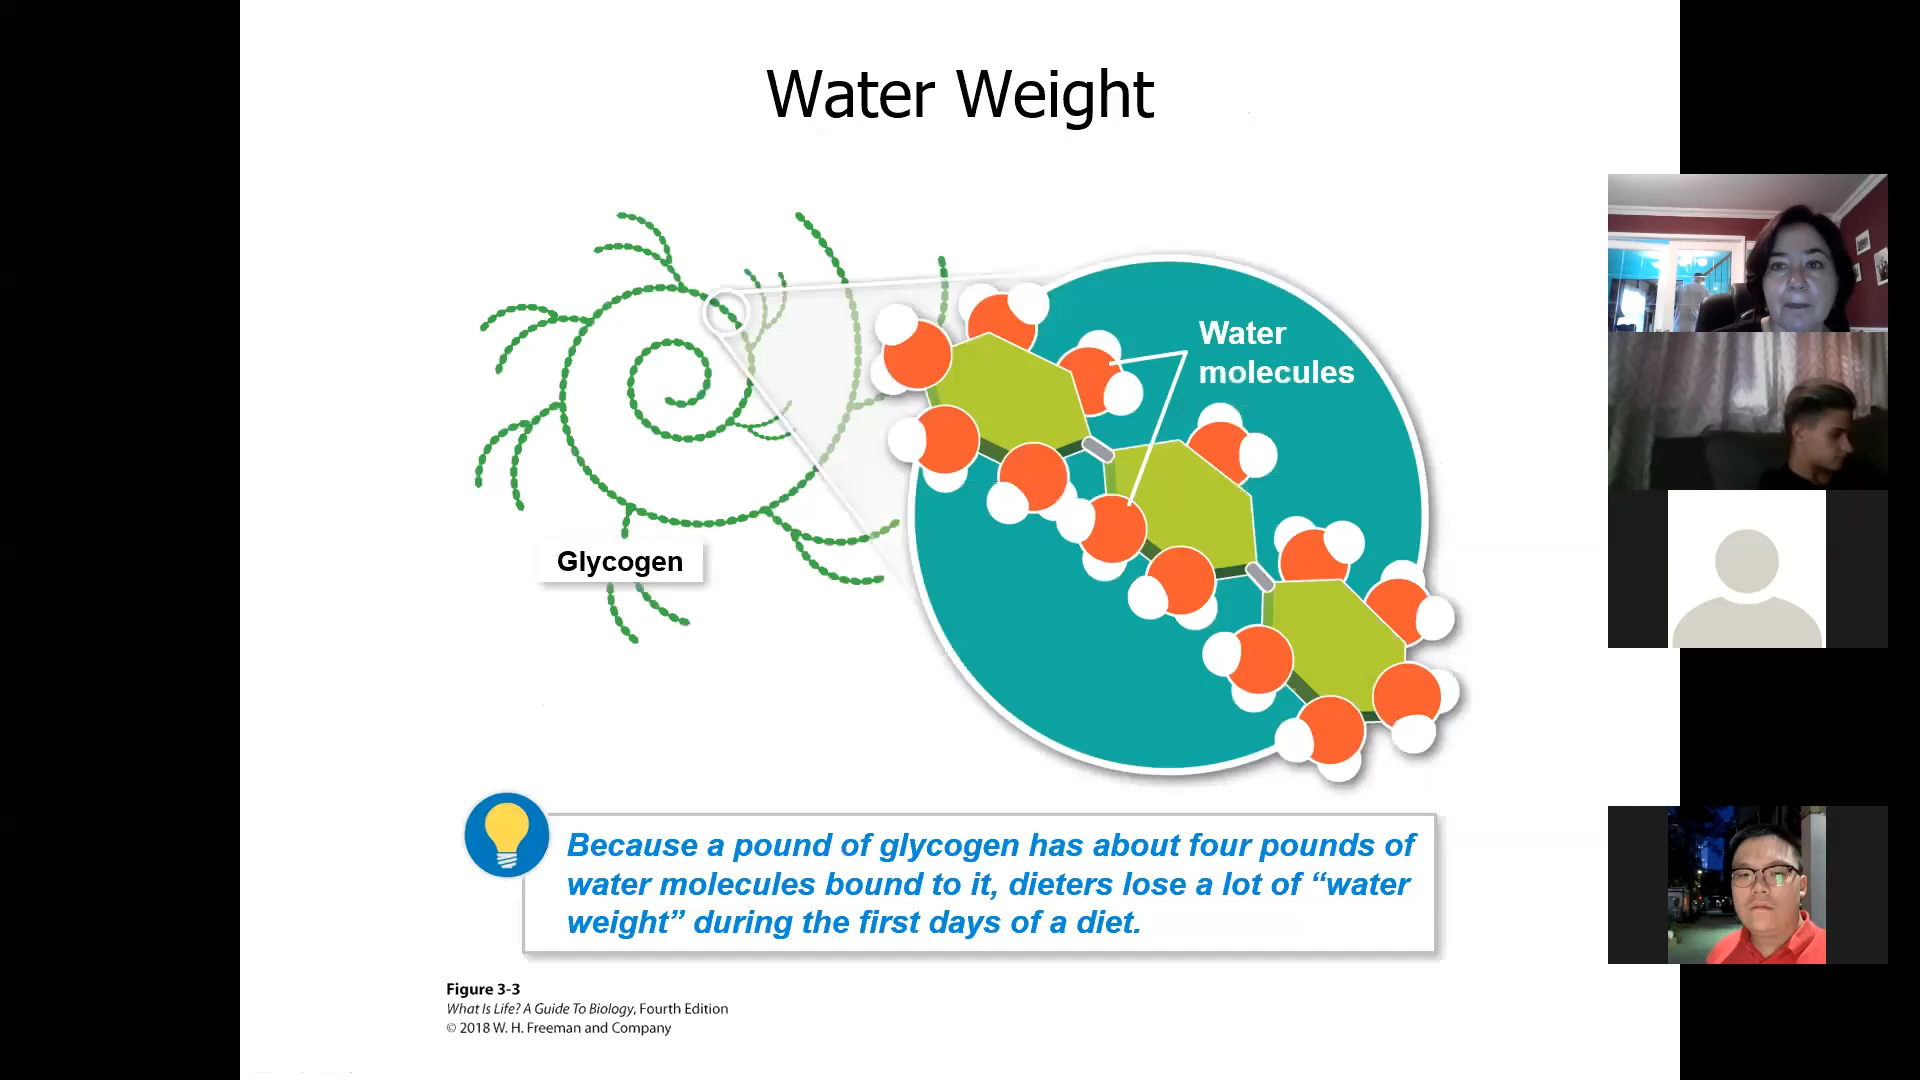 Water Weight
Water
molecules
Glycogen
Because a pound of glycogen has about four pounds of
water molecules bound to it, dieters lose a lot of “water
weight” during the first days of a diet.
Figure 3-3
What Is Life? A Guide To Biology, Fourth Edition
© 2018 W. H. Freeman and Company